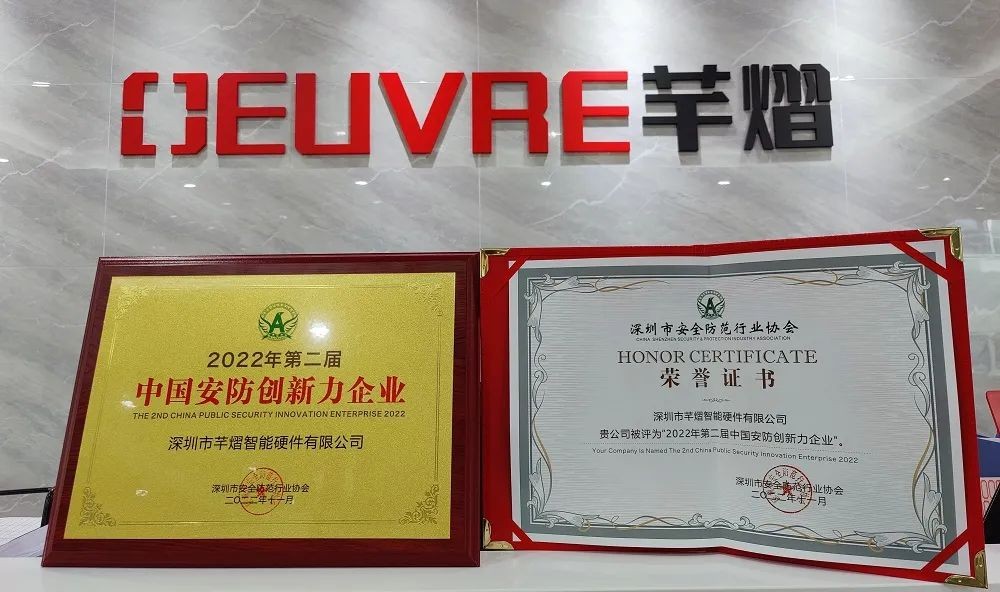 OEUVRE芊熠
2022年第二届
中国安防创新力企业
THE 2ND CHINA PUBLIC SECURITY INNOVATION ENTERPRISE 2022
深圳市芊熠智能硬件有限公司
深圳市安全防范行业协会
二〇二二年十一月
深圳市安全防范行业协会
CHINA SHENZHEN SECURITY & PROTECTION INDUSTRY ASSOCIATION
HONOR CERTIFICATE
荣誉证书
深圳市芊熠智能硬件有限公司
贵公司被评为"2022年第二届中国安防创新力企业"。
Your Company Is Named The 2nd China Public Security Innovation Enterprise 2022
深圳市安全防范行业协会
二〇二二年十一月